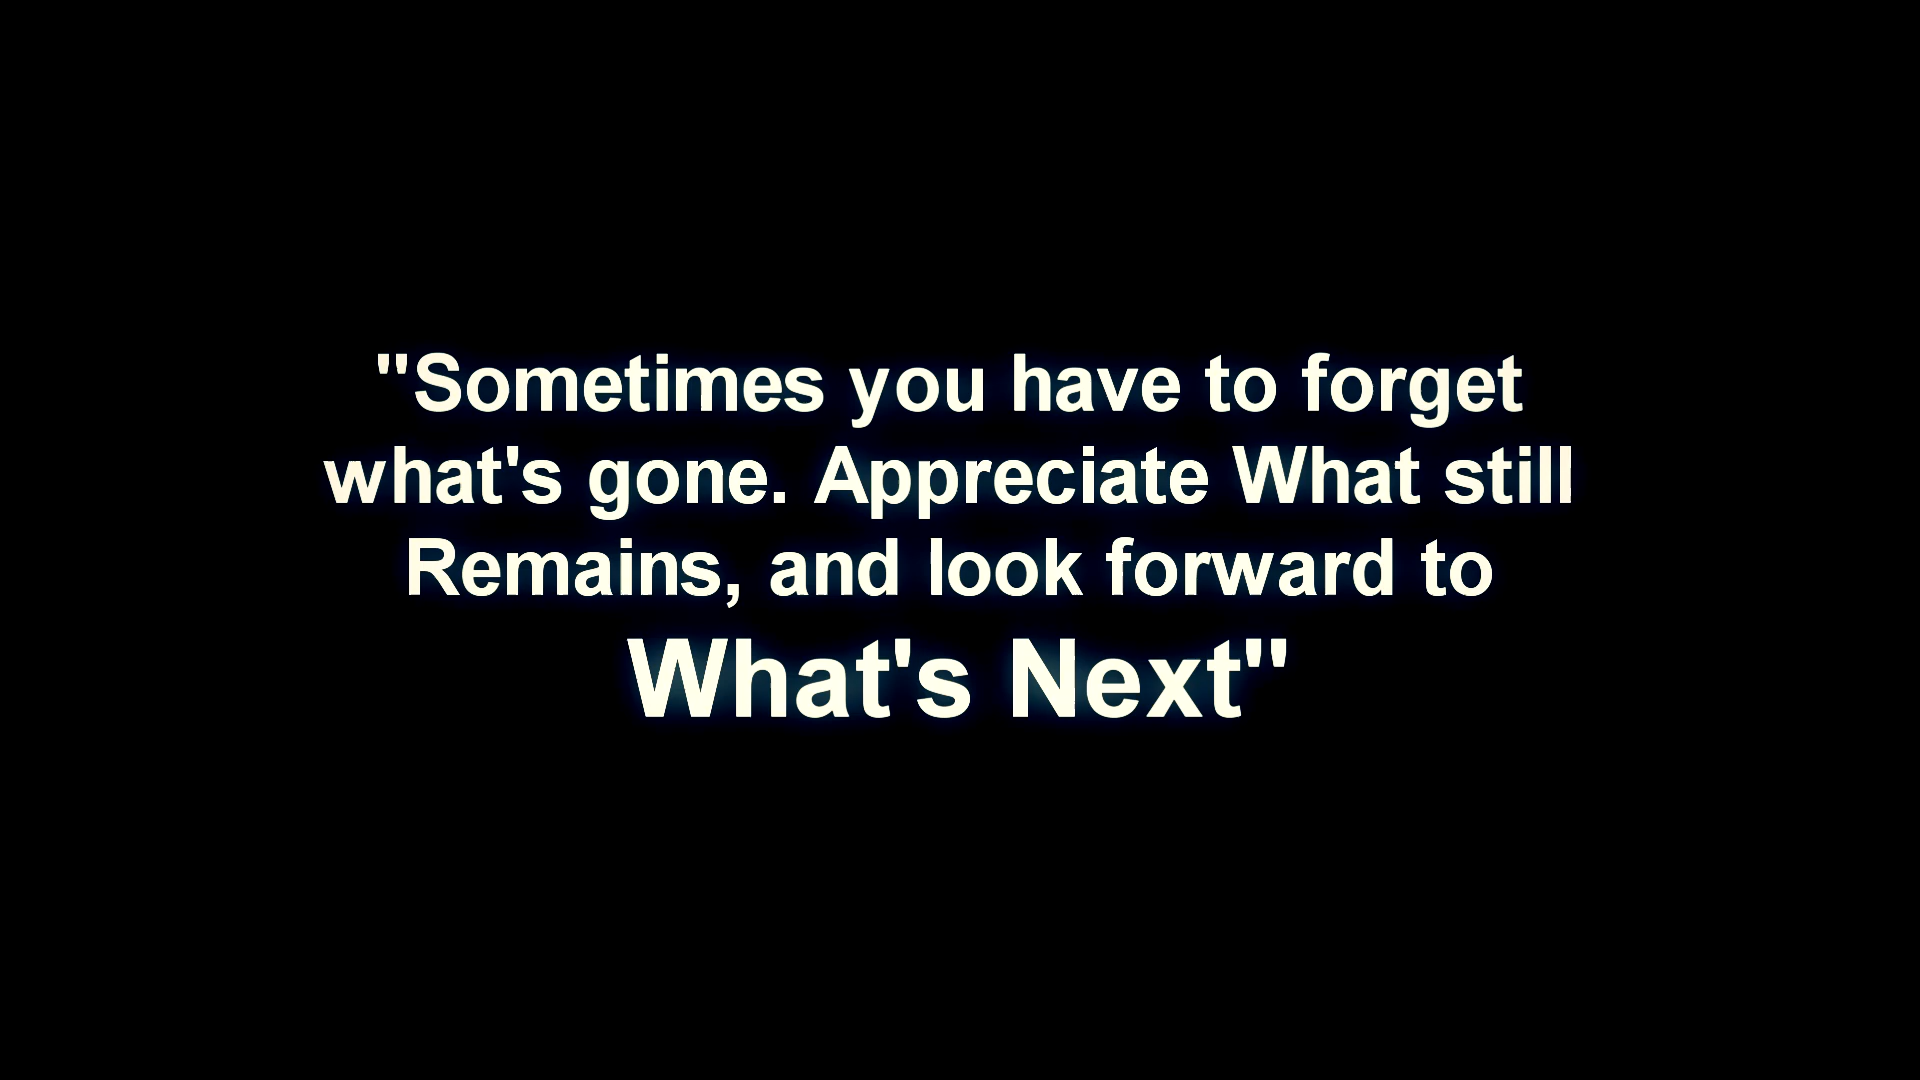 "Sometimes you have to forget
what's gone. Appreciate What still
Remains, and look forward to
What's Next"